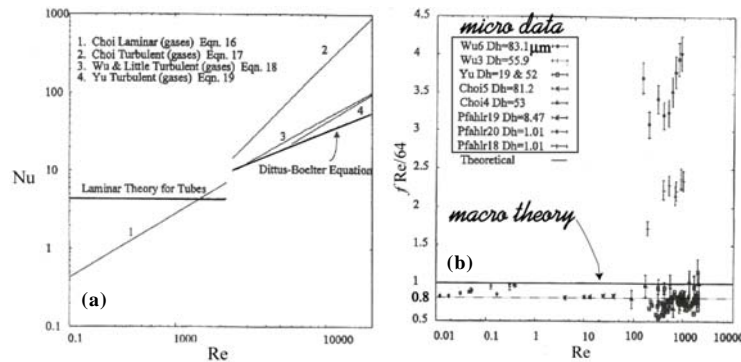 (a)
1. Choi Laminar (gases) Eqn. 16
2. Choi Turbulent (gases) Eqn. 17
3. Wu & Little Turbulent (gases) Eqn. 18
4. Yu Turbulent (gases) Eqn. 19
2
3
4
Dittus-Boelter Equation
Laminar Theory for Tubes
1
Nu
1000
100
10
1
0.1
0.1
1000
10000
Re
micro data
Wu6 Dh=83.1 μm
Wu3 Dh=55.9
Yu Dh=19 & 52
Choi5 Dh=81.2
Choi4 Dh=53
Pfahlr19 Dh=8.47
Pfahlr20 Dh=1.01
Pfahlr18 Dh=1.01
Theoretical
macro theory
(b)
f Re/64
4.5
4
3.5
3
2.5
2
1.5
1
0.8
0.5
0.01
0.1
1
10
100
1000
10000
Re